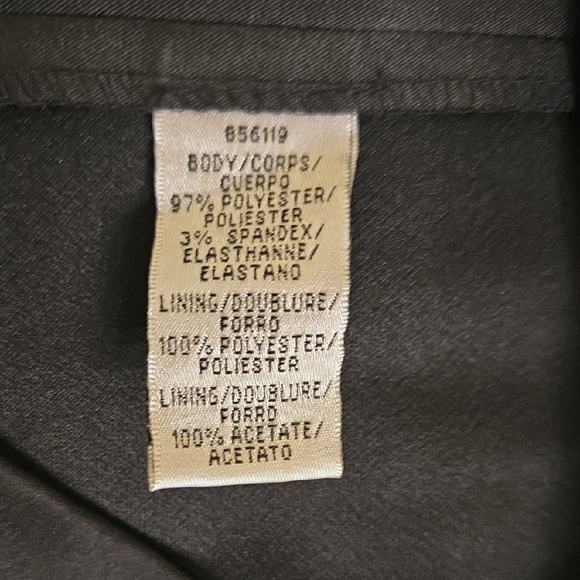 856119
BODY/CORPS/
CUERPO
97% POLYESTER/
POLIESTER
3% SPANDEX/
ELASTHANNE/
ELASTANO
LINING/DOUBLURE/
FORRO
100% POLYESTER/
POLIESTER
LINING/DOUBLURE/
FORRO
100% ACETATE/
ACETATO